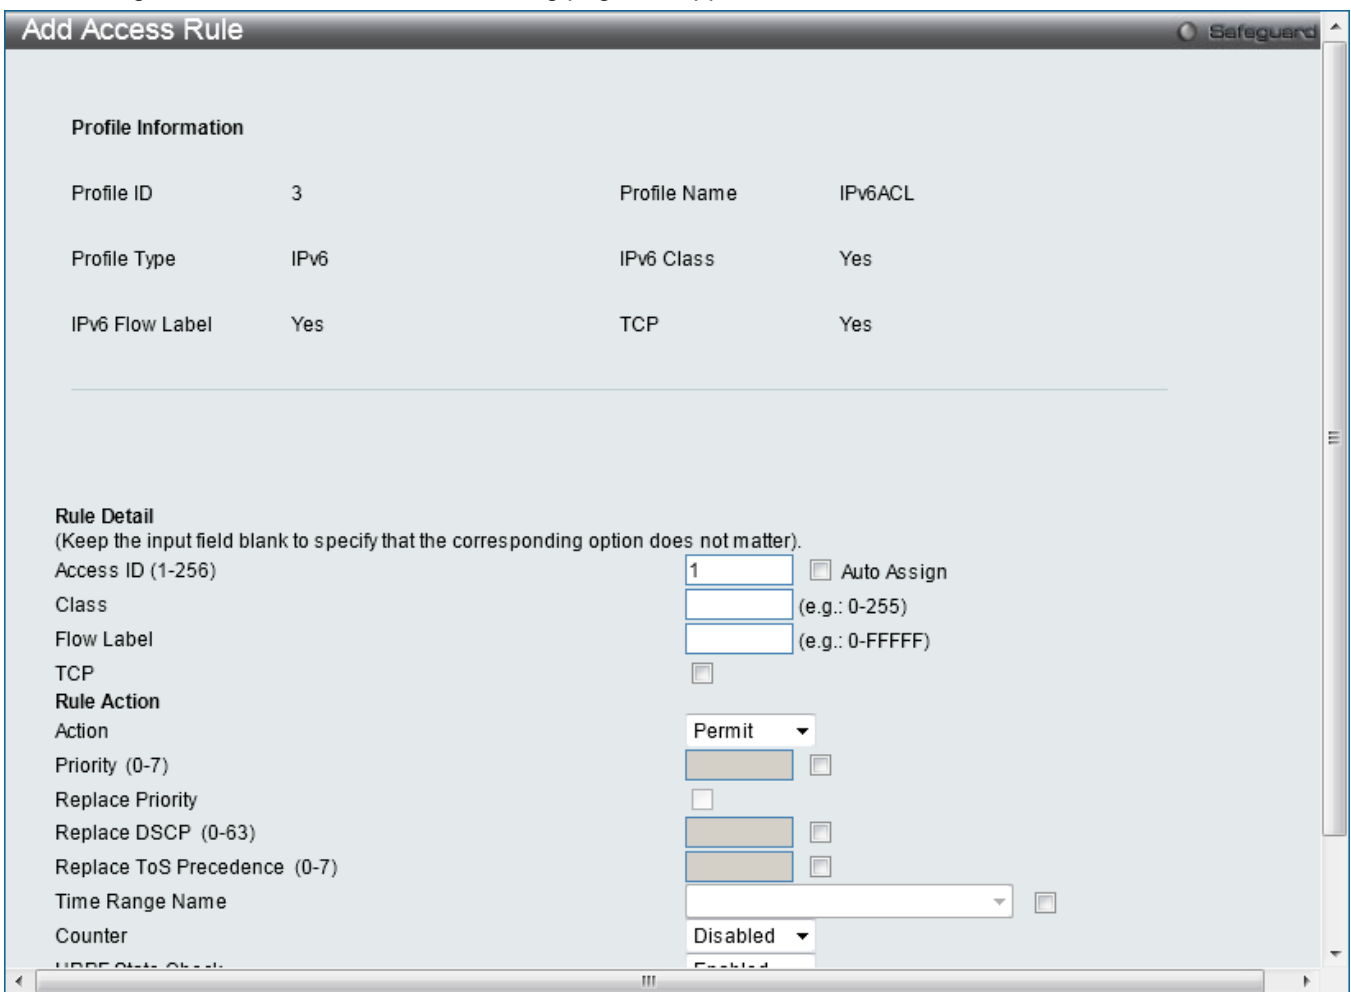 Add Access Rule
Safeguard
Profile Information
Profile ID 3 Profile Name IPv6ACL
Profile Type IPv6 IPv6 Class Yes
IPv6 Flow Label Yes TCP Yes
Rule Detail
(Keep the input field blank to specify that the corresponding option does not matter).
Access ID (1-256) 1 Auto Assign
Class (e.g.: 0-255)
Flow Label (e.g.: 0-FFFFF)
TCP
Rule Action
Action Permit
Priority (0-7)
Replace Priority
Replace DSCP (0-63)
Replace ToS Precedence (0-7)
Time Range Name
Counter Disabled